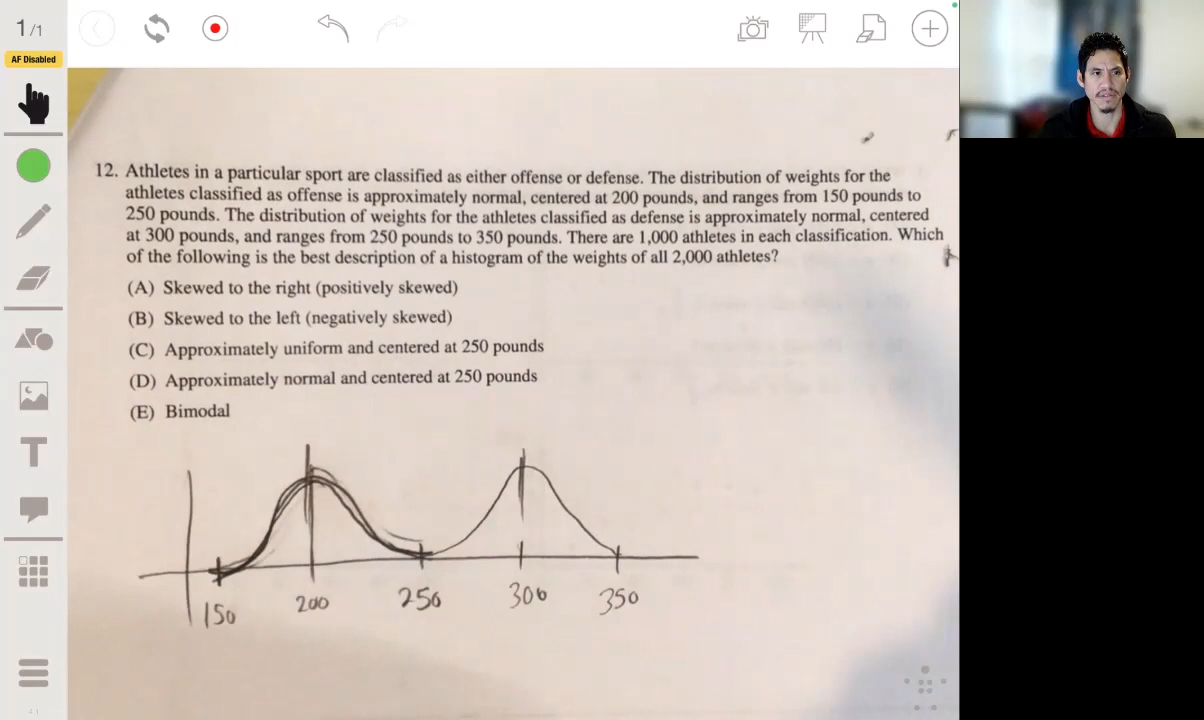 1/1
AF Disabled
T
12. Athletes in a particular sport are classified as either offense or defense. The distribution of weights for the
athletes classified as offense is approximately normal, centered at 200 pounds, and ranges from 150 pounds to
250 pounds. The distribution of weights for the athletes classified as defense is approximately normal, centered
at 300 pounds, and ranges from 250 pounds to 350 pounds. There are 1,000 athletes in each classification. Which
of the following is the best description of a histogram of the weights of all 2,000 athletes?
(A) Skewed to the right (positively skewed)
(B) Skewed to the left (negatively skewed)
(C) Approximately uniform and centered at 250 pounds
(D) Approximately normal and centered at 250 pounds
(E) Bimodal
150 200 250 300 350